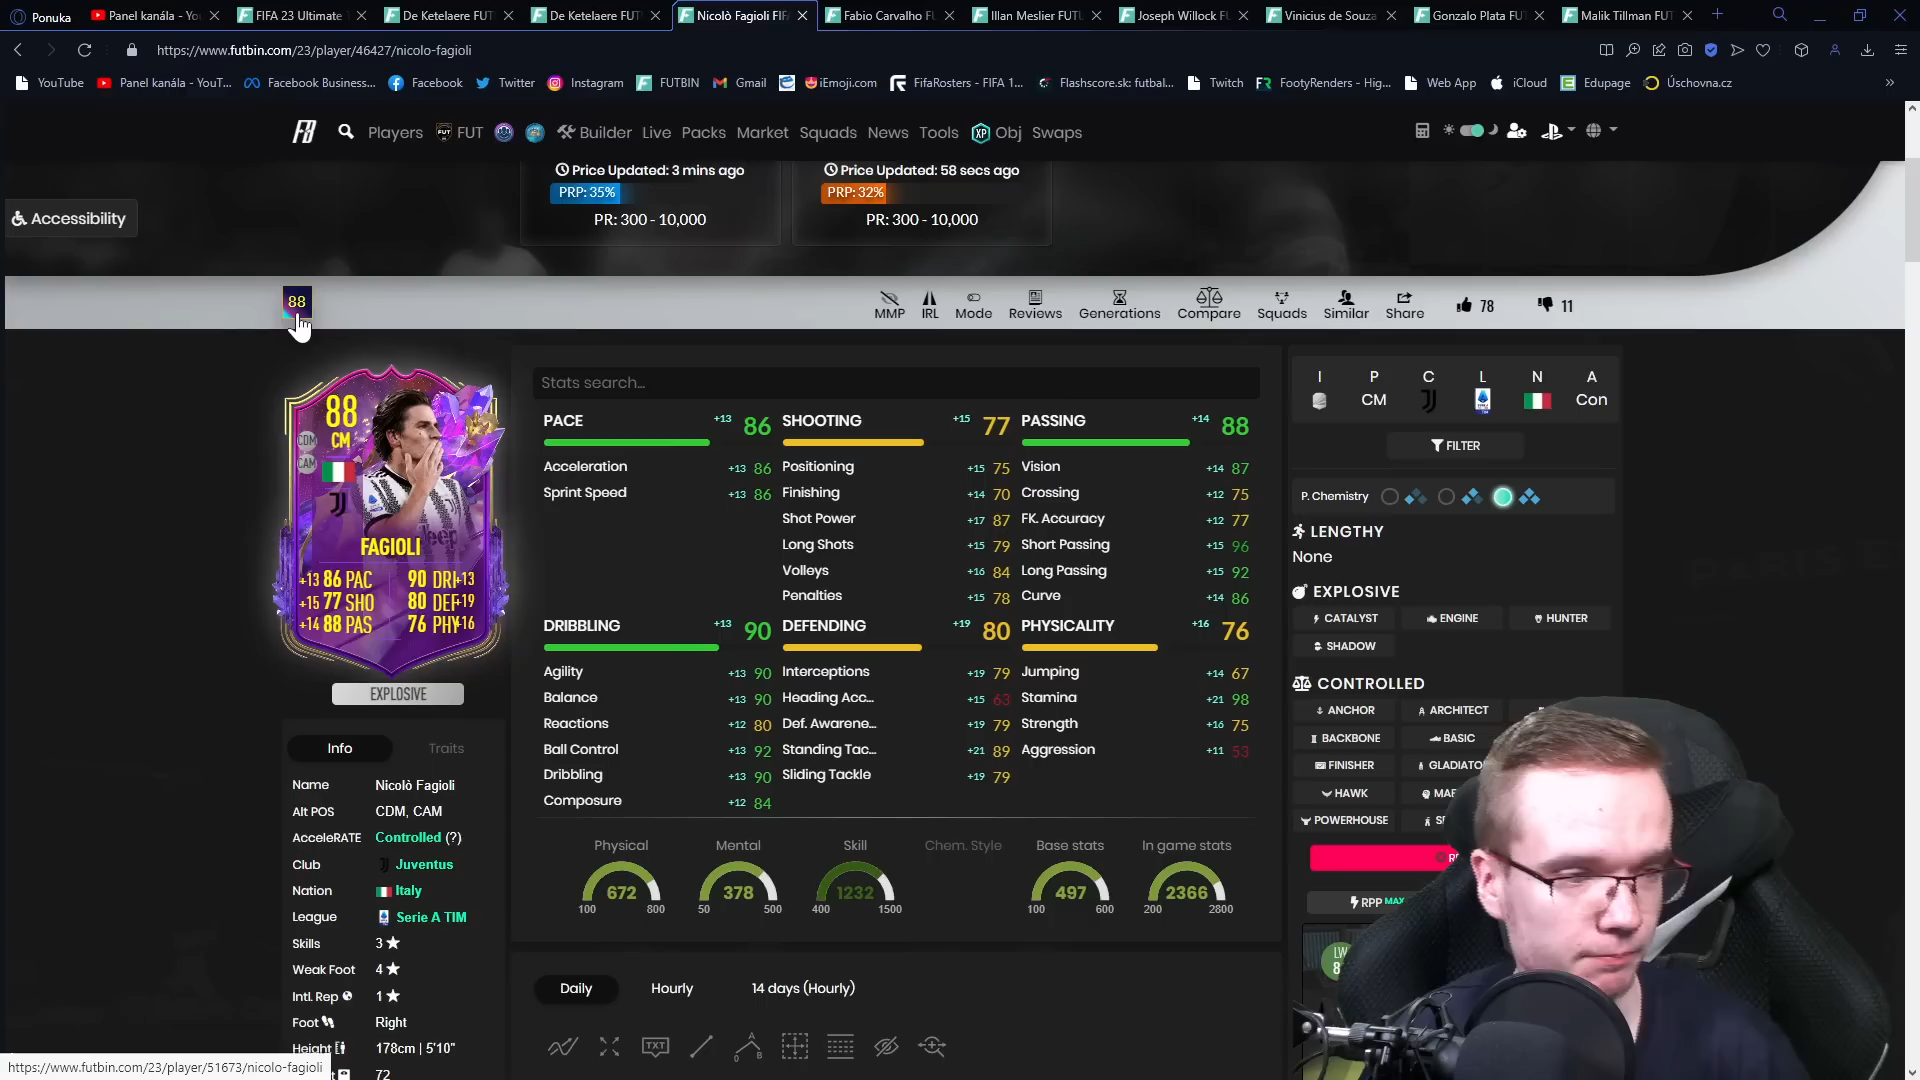 Ponuka
Panel kanála - You
FIFA 23 Ultimate
De Ketelaere FUT
De Ketelaere FUT
Nicolò Fagioli FIF
Fabio Carvalho FU
Illan Meslier FUT
Joseph Willock FU
Vinicius de Souza
Gonzalo Plata FUT
Malik Tillman FUT
https://www.futbin.com/23/player/46427/nicolo-fagioli
YouTube
Panel kanála - YouT...
Facebook Business...
Facebook
Twitter
Instagram
FUTBIN
Gmail
iEmoji.com
FifaRosters - FIFA 1...
Flashscore.sk: futbal...
Twitch
FootyRenders - Hig...
Web App
iCloud
Edupage
Úschovna.cz
Players FUT Builder Live Packs Market Squads News Tools XP Obj Swaps
Price Updated: 3 mins ago
Price Updated: 58 secs ago
PRP: 35%
PRP: 32%
PR: 300 - 10,000
PR: 300 - 10,000
Accessibility
88
MMP IRL Mode Reviews Generations Compare Squads Similar Share 78 11
88
CM
CDM
CAM
FAGIOLI
+13 86 PAC 90 DRI +13
+15 77 SHO 80 DEF +19
+14 88 PAS 76 PHY +16
EXPLOSIVE
Info Traits
Name Nicolò Fagioli
Alt POS CDM, CAM
AcceleRATE Controlled (?)
Club Juventus
Nation Italy
League Serie A TIM
Skills 3
Weak Foot 4
Intl. Rep 1
Foot Right
Height 178cm | 5'10"
72
Stats search...
PACE +13 86
Acceleration +13 86
Sprint Speed +13 86
SHOOTING +15 77
Positioning +15 75
Finishing +14 70
Shot Power +17 87
Long Shots +15 79
Volleys +16 84
Penalties +15 78
PASSING +14 88
Vision +14 87
Crossing +12 75
FK. Accuracy +12 77
Short Passing +15 96
Long Passing +15 92
Curve +14 86
DRIBBLING +13 90
Agility +13 90
Balance +13 90
Reactions +12 80
Ball Control +13 92
Dribbling +13 90
Composure +12 84
DEFENDING +19 80
Interceptions +19 79
Heading Acc... +15 63
Def. Awarene... +19 79
Standing Tac... +21 89
Sliding Tackle +19 79
PHYSICALITY +16 76
Jumping +14 67
Stamina +21 98
Strength +16 75
Aggression +11 53
Physical Mental Skill Chem. Style Base stats In game stats
672 378 1232 497 2366
100 800 50 500 400 1500 100 600 200 2800
Daily Hourly 14 days (Hourly)
TXT
I P C L N A
CM Con
FILTER
P. Chemistry
LENGTHY
None
EXPLOSIVE
CATALYST ENGINE HUNTER
SHADOW
CONTROLLED
ANCHOR ARCHITECT
BACKBONE BASIC
FINISHER GLADIATO
HAWK
POWERHOUSE
RPP MAX
LW
8
https://www.futbin.com/23/player/51673/nicolo-fagioli